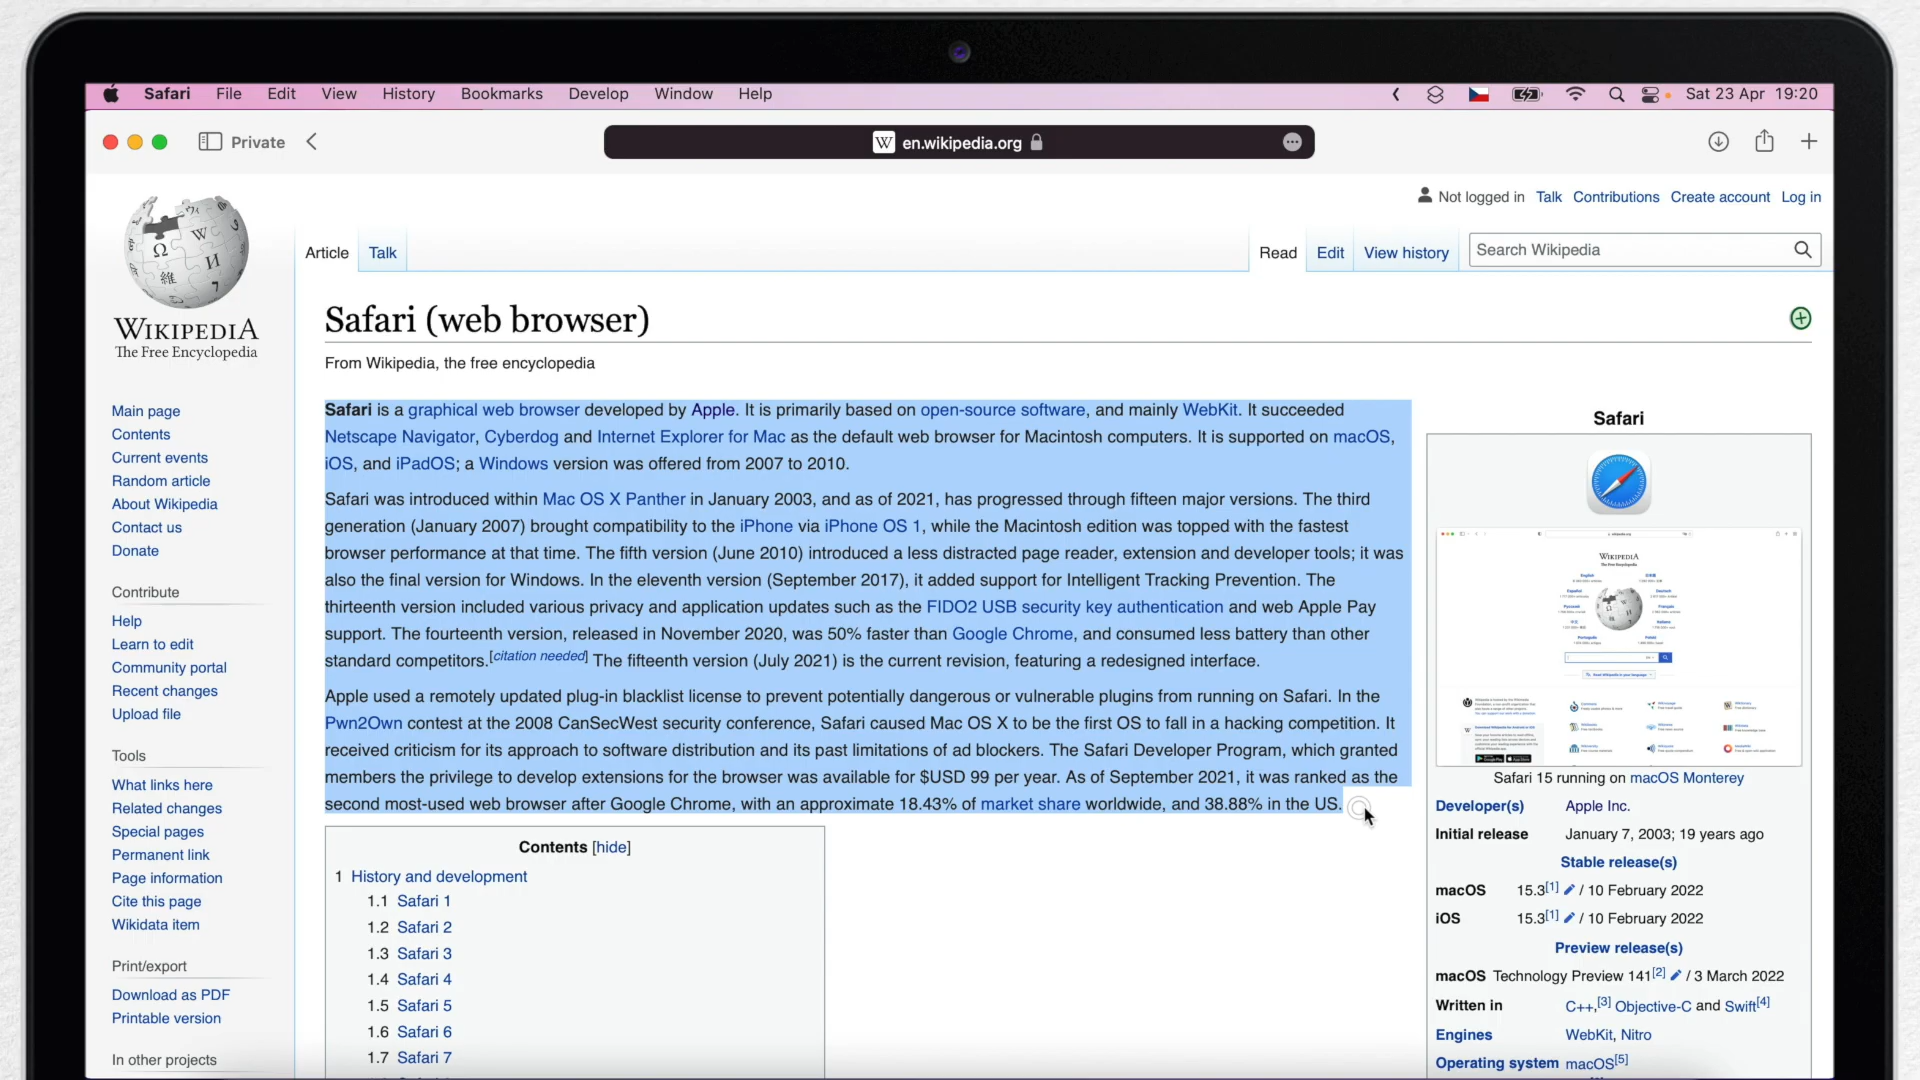 Safari File Edit View History Bookmarks Develop Window Help Sat 23 Apr 19:20
Private en.wikipedia.org
Not logged in Talk Contributions Create account Log in
Article Talk Read Edit View history Search Wikipedia
WIKIPEDIA
The Free Encyclopedia
Main page
Contents
Current events
Random article
About Wikipedia
Contact us
Donate
Contribute
Help
Learn to edit
Community portal
Recent changes
Upload file
Tools
What links here
Related changes
Special pages
Permanent link
Page information
Cite this page
Wikidata item
Print/export
Download as PDF
Printable version
In other projects
Safari (web browser)
From Wikipedia, the free encyclopedia
Safari is a graphical web browser developed by Apple. It is primarily based on open-source software, and mainly WebKit. It succeeded
Netscape Navigator, Cyberdog and Internet Explorer for Mac as the default web browser for Macintosh computers. It is supported on macOS,
iOS, and iPadOS; a Windows version was offered from 2007 to 2010.
Safari was introduced within Mac OS X Panther in January 2003, and as of 2021, has progressed through fifteen major versions. The third
generation (January 2007) brought compatibility to the iPhone via iPhone OS 1, while the Macintosh edition was topped with the fastest
browser performance at that time. The fifth version (June 2010) introduced a less distracted page reader, extension and developer tools; it was
also the final version for Windows. In the eleventh version (September 2017), it added support for Intelligent Tracking Prevention. The
thirteenth version included various privacy and application updates such as the FIDO2 USB security key authentication and web Apple Pay
support. The fourteenth version, released in November 2020, was 50% faster than Google Chrome, and consumed less battery than other
standard competitors.[citation needed] The fifteenth version (July 2021) is the current revision, featuring a redesigned interface.
Apple used a remotely updated plug-in blacklist license to prevent potentially dangerous or vulnerable plugins from running on Safari. In the
Pwn2Own contest at the 2008 CanSecWest security conference, Safari caused Mac OS X to be the first OS to fall in a hacking competition. It
received criticism for its approach to software distribution and its past limitations of ad blockers. The Safari Developer Program, which granted
members the privilege to develop extensions for the browser was available for $USD 99 per year. As of September 2021, it was ranked as the
second most-used web browser after Google Chrome, with an approximate 18.43% of market share worldwide, and 38.88% in the US.
Contents [hide]
1 History and development
1.1 Safari 1
1.2 Safari 2
1.3 Safari 3
1.4 Safari 4
1.5 Safari 5
1.6 Safari 6
1.7 Safari 7
Safari
WIKIPEDIA
The Free Encyclopedia
English
Español
Deutsch
Français
Italiano
Português
Polski
Safari 15 running on macOS Monterey
Developer(s) Apple Inc.
Initial release January 7, 2003; 19 years ago
Stable release(s)
macOS 15.3[1] / 10 February 2022
iOS 15.3[1] / 10 February 2022
Preview release(s)
macOS Technology Preview 141[2] / 3 March 2022
Written in C++,[3] Objective-C and Swift[4]
Engines WebKit, Nitro
Operating system macOS[5]